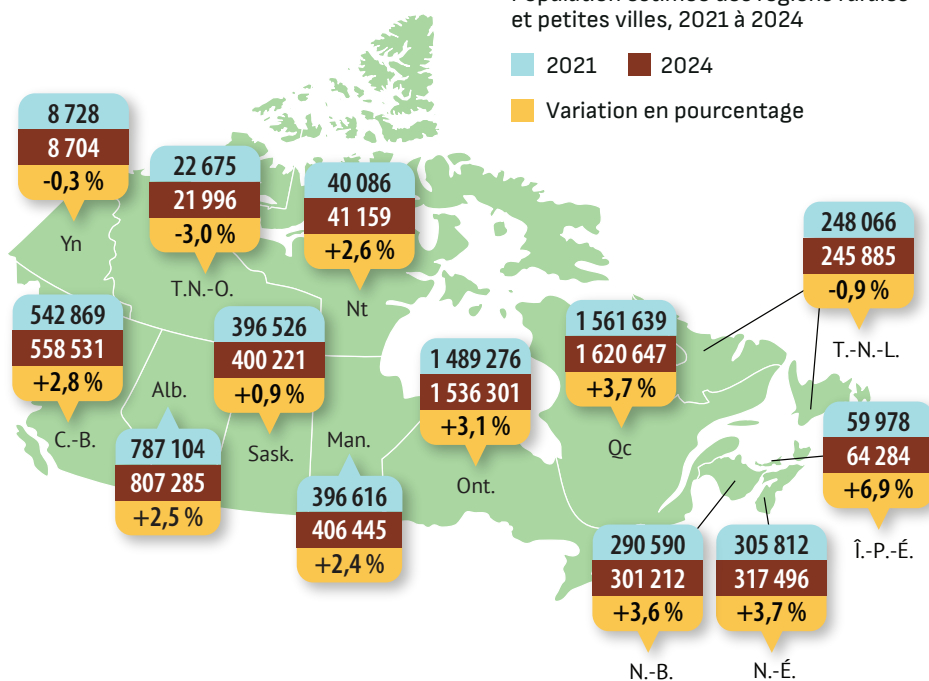 et petites villes, 2021 à 2024
2021 2024
Variation en pourcentage
8 728
8 704
-0,3 %
Yn
22 675
21 996
-3,0 %
T.N.-O.
40 086
41 159
+2,6 %
Nt
248 066
245 885
-0,9 %
T.-N.-L.
542 869
558 531
+2,8 %
C.-B.
Alb.
787 104
807 285
+2,5 %
396 526
400 221
+0,9 %
Sask.
Man.
396 616
406 445
+2,4 %
1 489 276
1 536 301
+3,1 %
Ont.
1 561 639
1 620 647
+3,7 %
Qc
59 978
64 284
+6,9 %
Î.-P.-É.
290 590
301 212
+3,6 %
N.-B.
305 812
317 496
+3,7 %
N.-É.